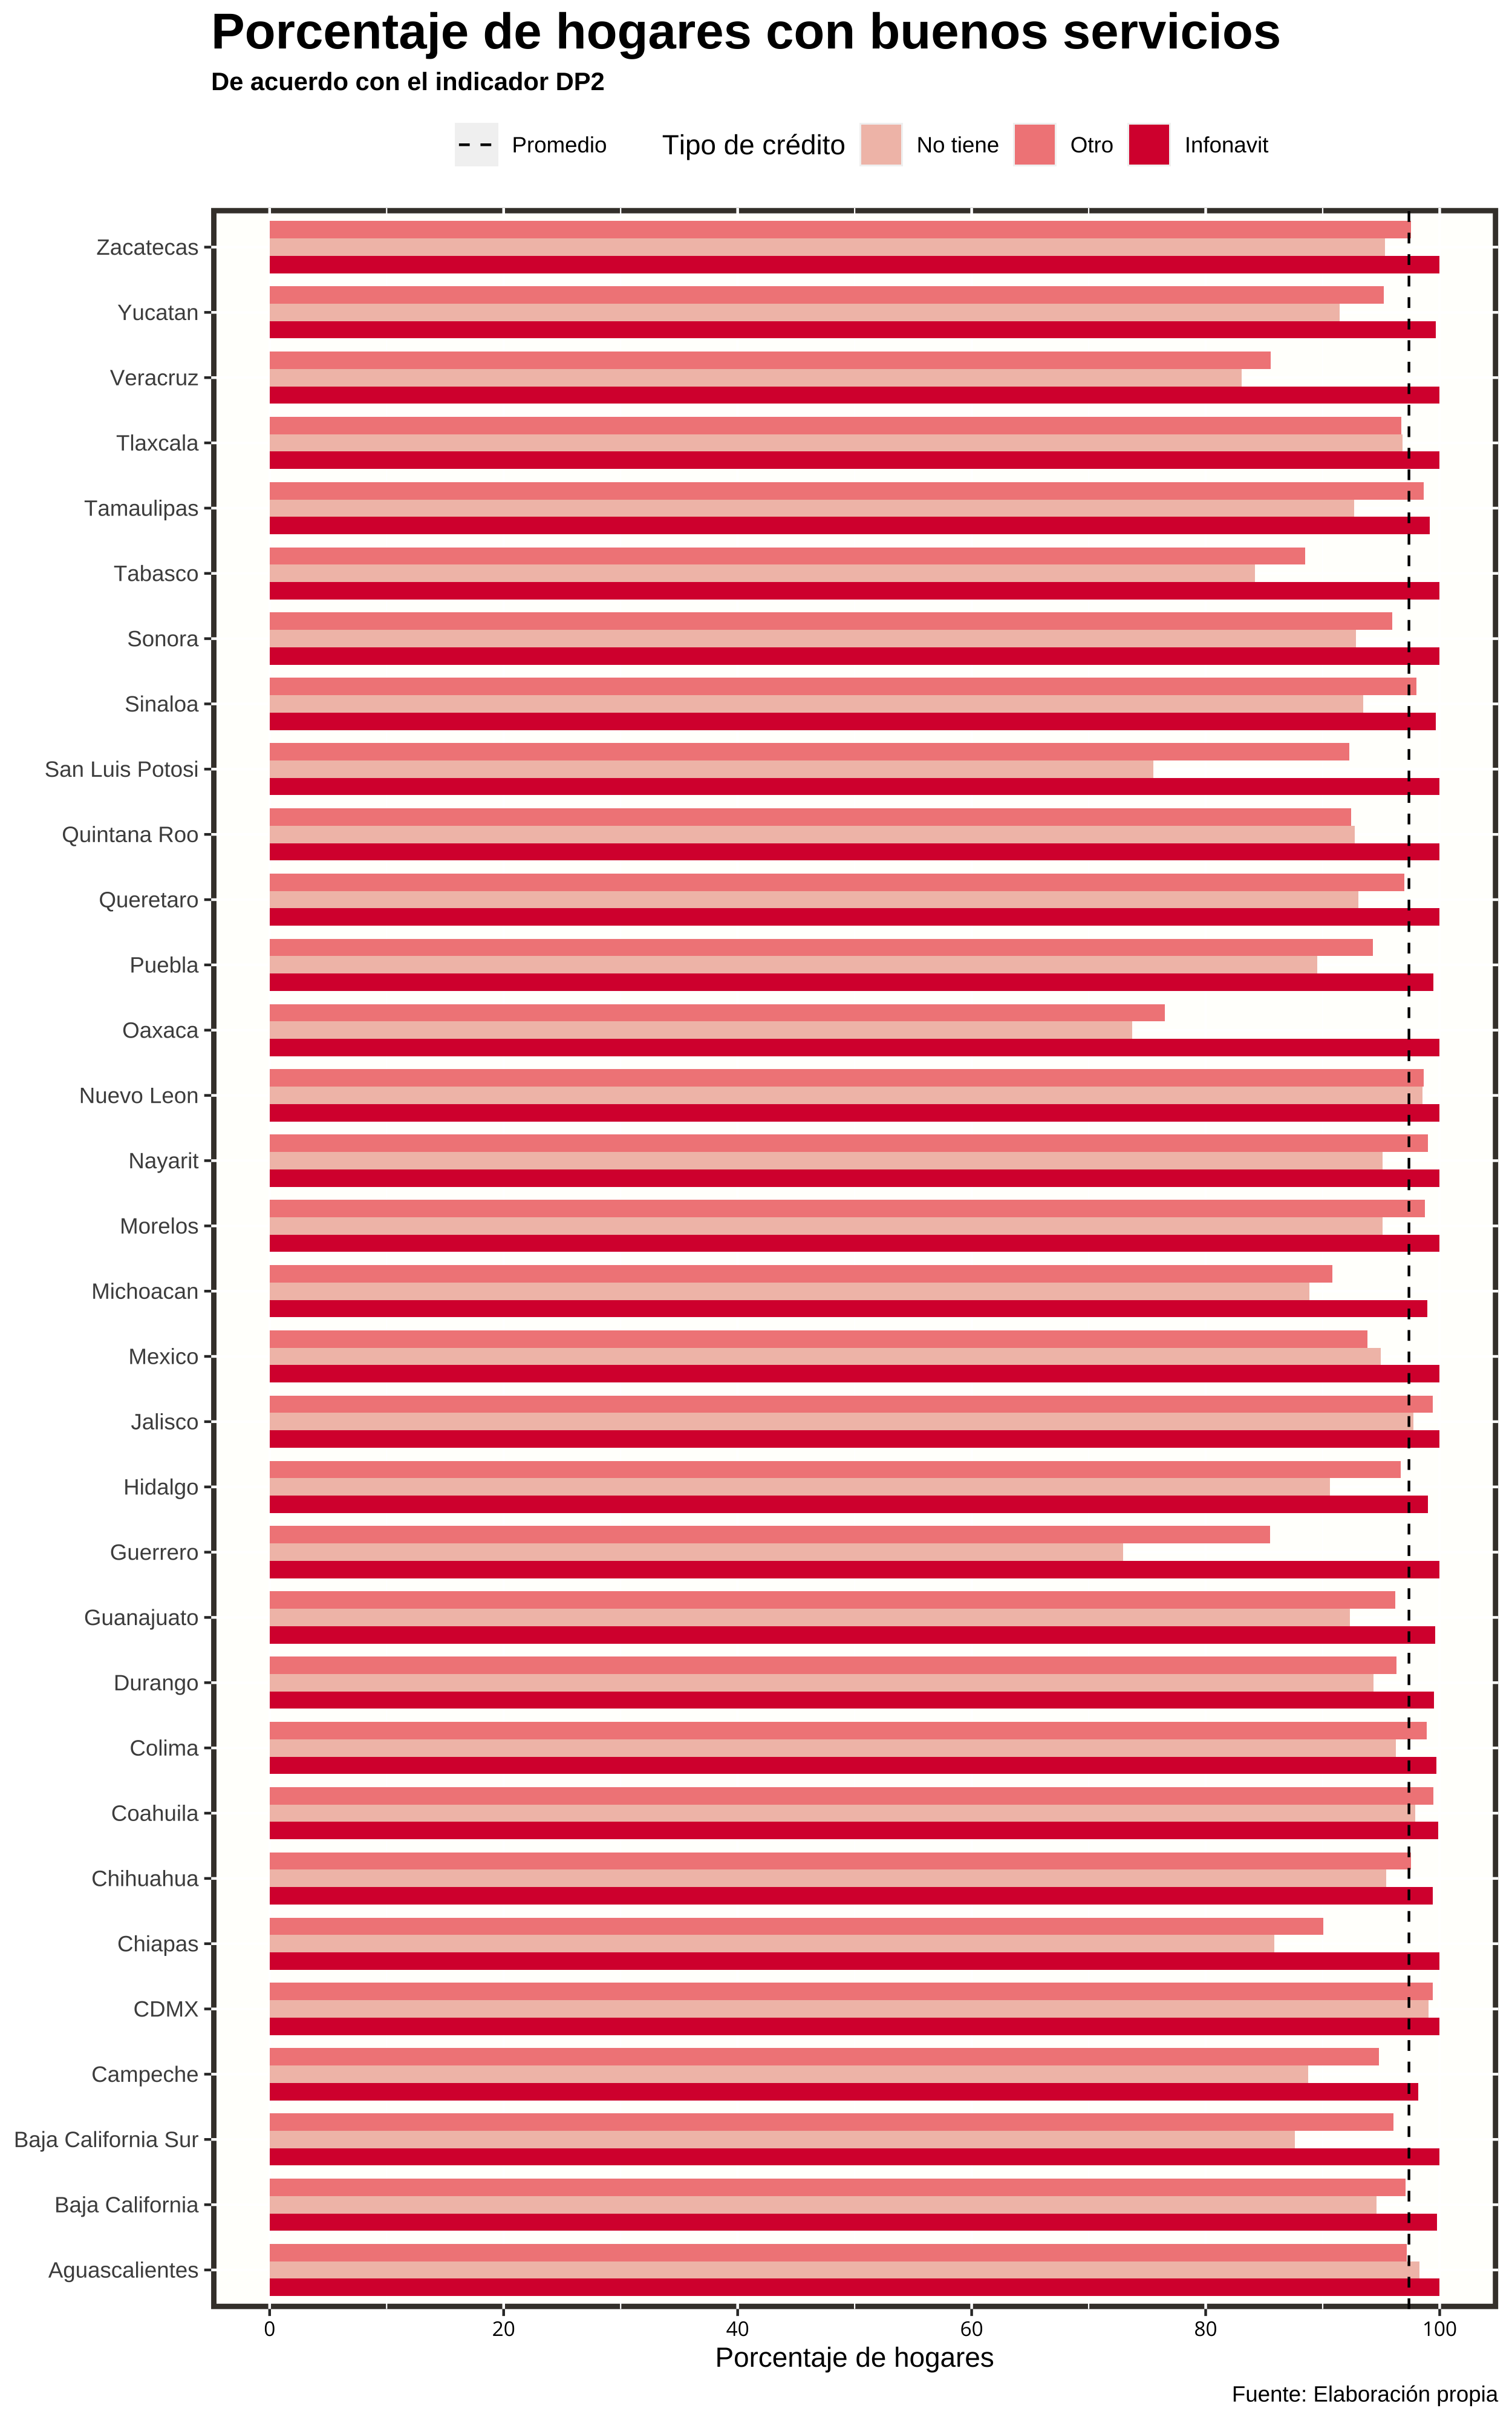 Porcentaje de hogares con buenos servicios
De acuerdo con el indicador DP2
Promedio Tipo de crédito No tiene Otro Infonavit
Zacatecas
Yucatan
Veracruz
Tlaxcala
Tamaulipas
Tabasco
Sonora
Sinaloa
San Luis Potosi
Quintana Roo
Queretaro
Puebla
Oaxaca
Nuevo Leon
Nayarit
Morelos
Michoacan
Mexico
Jalisco
Hidalgo
Guerrero
Guanajuato
Durango
Colima
Coahuila
Chihuahua
Chiapas
CDMX
Campeche
Baja California Sur
Baja California
Aguascalientes
0 20 40 60 80 100
Porcentaje de hogares
Fuente: Elaboración propia